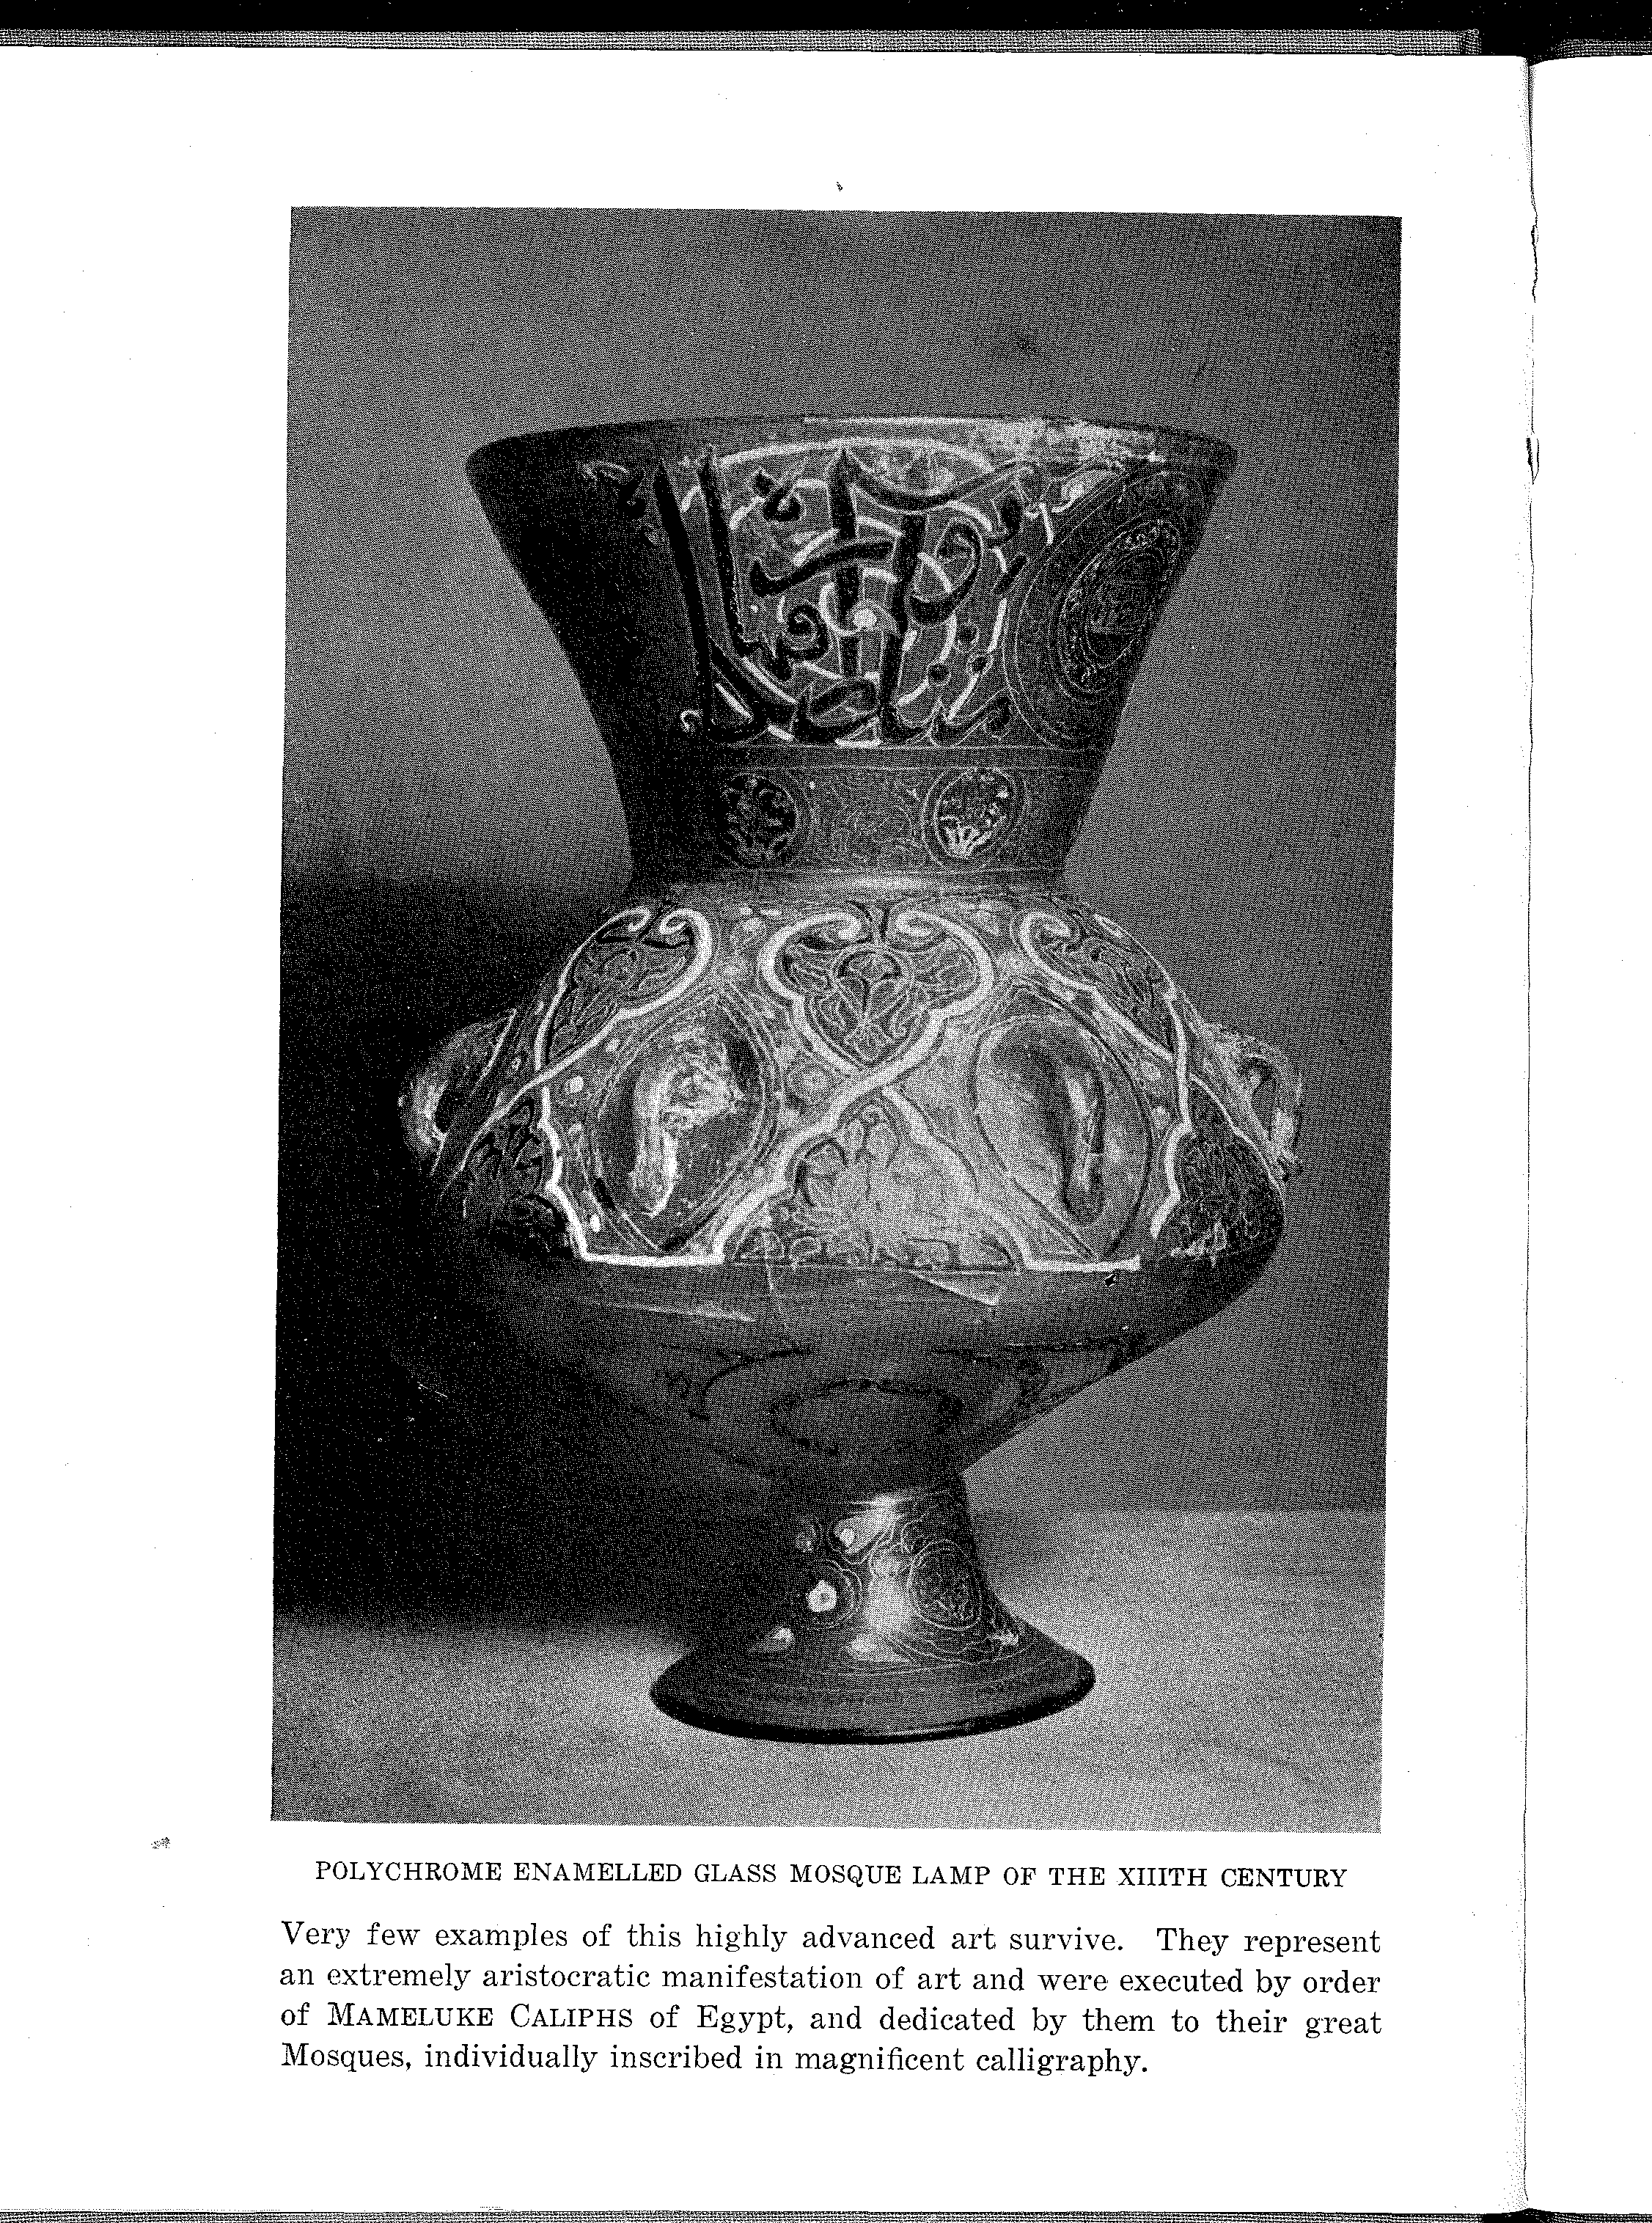 POLYCHROME ENAMELLED GLASS MOSQUE LAMP OF THE XIIITH CENTURY
Very few examples of this highly advanced art survive. They represent
an extremely aristocratic manifestation of art and were executed by order
of MAMELUKE CALIPHS of Egypt, and dedicated by them to their great
Mosques, individually inscribed in magnificent calligraphy.